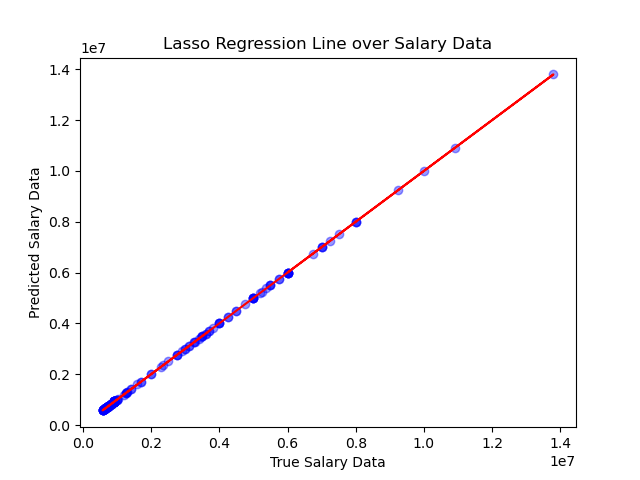 Lasso Regression Line over Salary Data
1e7
1.4
1.2
1.0
0.8
0.6
0.4
0.2
0.0
Predicted Salary Data
0.0 0.2 0.4 0.6 0.8 1.0 1.2 1.4
1e7
True Salary Data